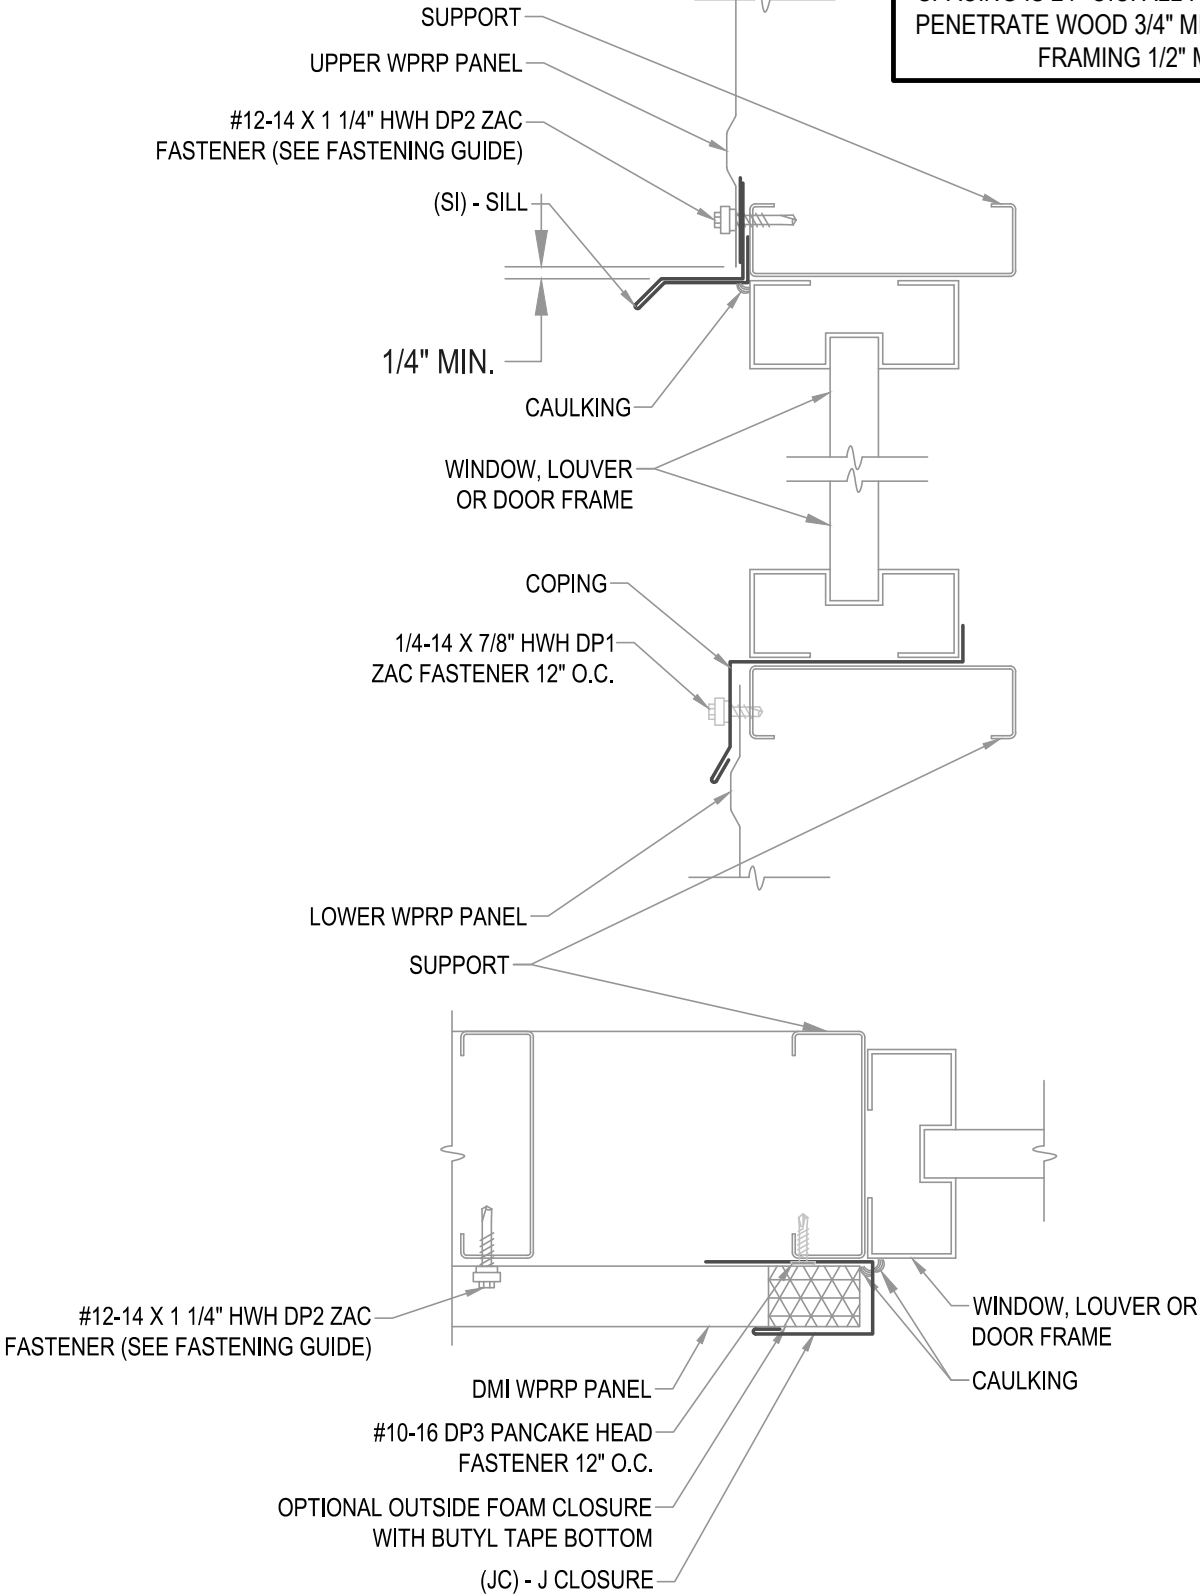 SUPPORT
UPPER WPRP PANEL
PENETRATE WOOD 3/4"
FRAMING 1/2"
#12-14 X 1 1/4" HWH DP2 ZAC
FASTENER (SEE FASTENING GUIDE)
(SI) - SILL
1/4" MIN.
CAULKING
WINDOW, LOUVER
OR DOOR FRAME
COPING
1/4-14 X 7/8" HWH DP1
ZAC FASTENER 12" O.C.
LOWER WPRP PANEL
SUPPORT
#12-14 X 1 1/4" HWH DP2 ZAC
FASTENER (SEE FASTENING GUIDE)
WINDOW, LOUVER OR
DOOR FRAME
CAULKING
DMI WPRP PANEL
#10-16 DP3 PANCAKE HEAD
FASTENER 12" O.C.
OPTIONAL OUTSIDE FOAM CLOSURE
WITH BUTYL TAPE BOTTOM
(JC) - J CLOSURE